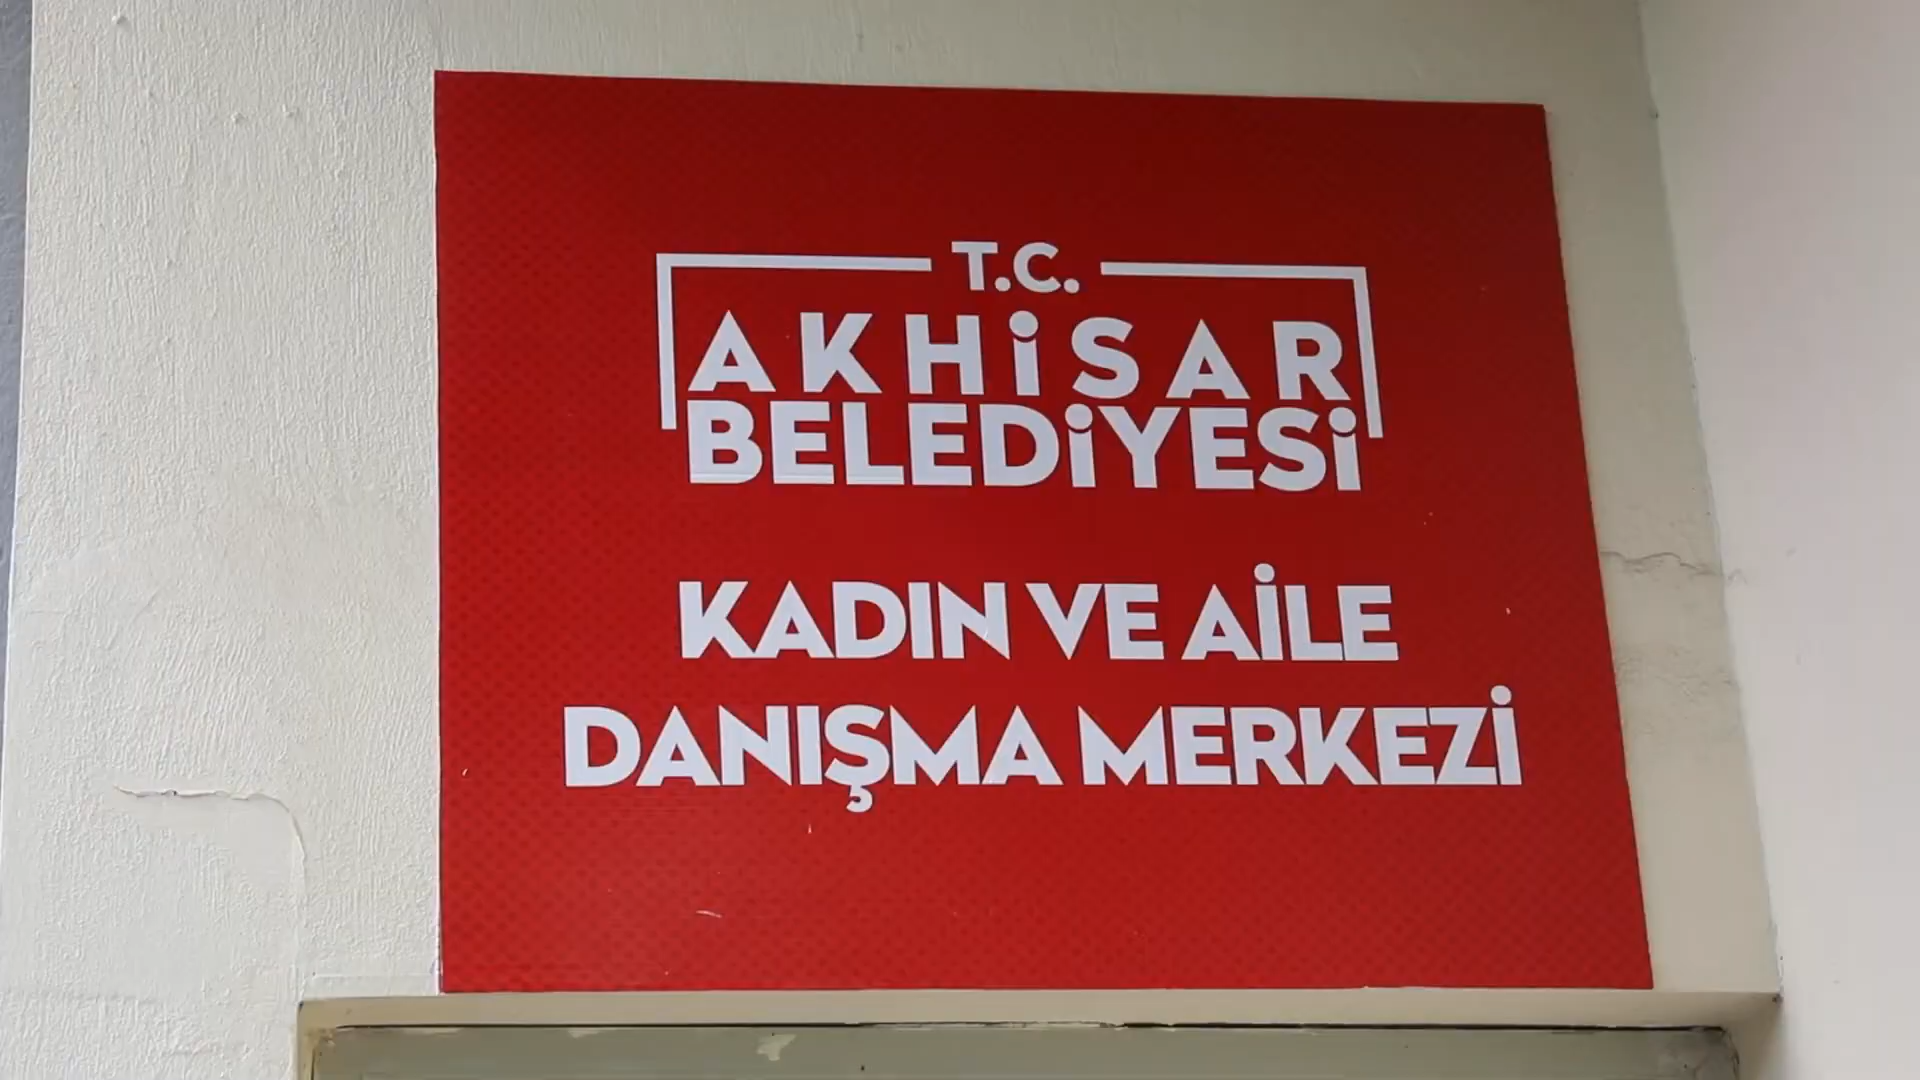 T.C.
AKHİSAR
BELEDİYESİ
KADIN VE AİLE
DANIŞMA MERKEZİ